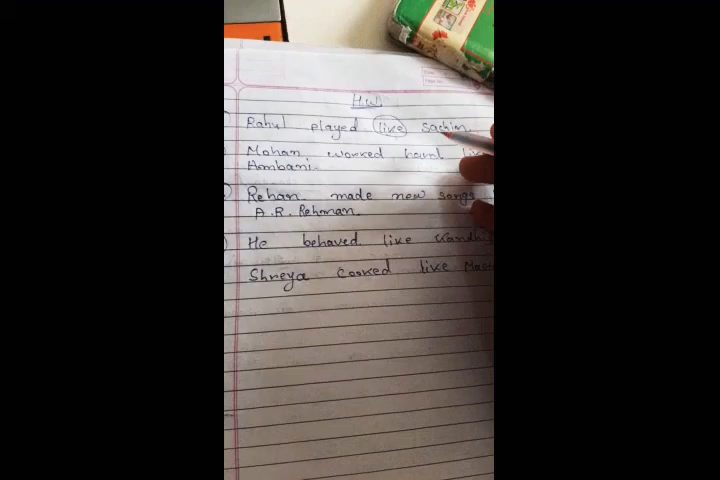 H.W.
Rahul played like Sachin.
Mohan worked hard
Ambani.
Rehan made new songs
A.R. Rehman.
He behaved like Gandhi
Shreya cooked like